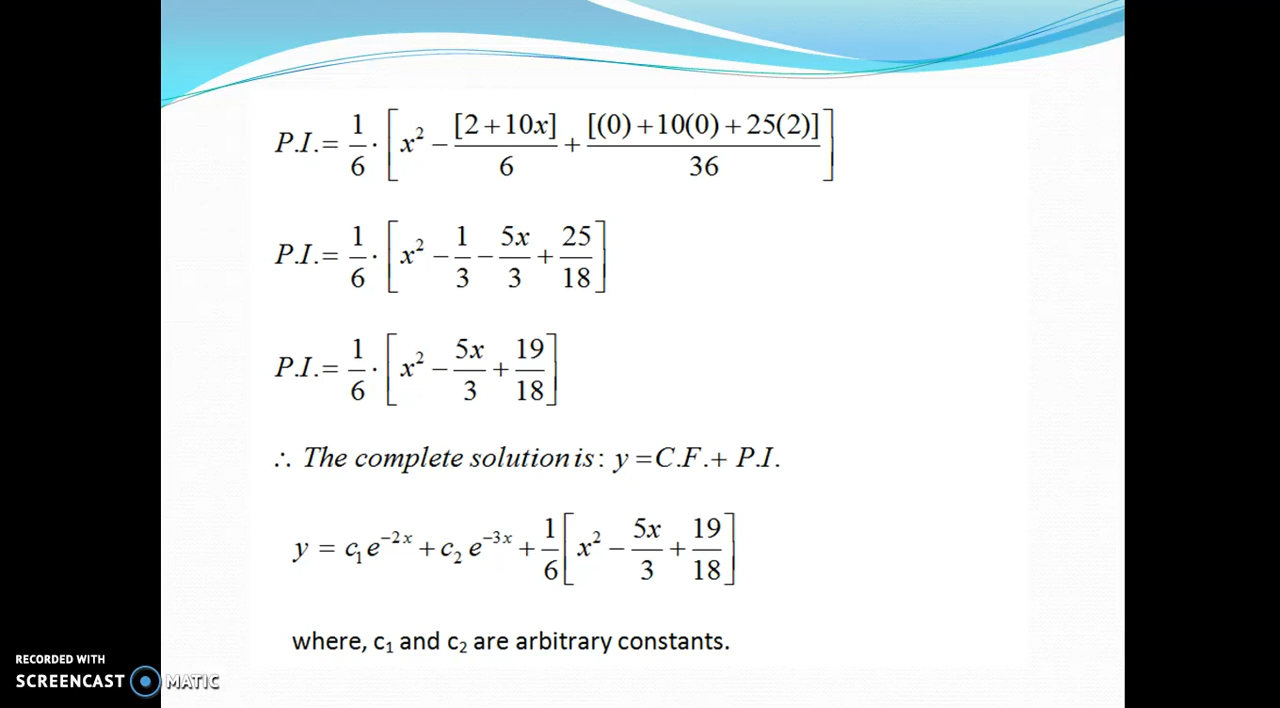 P.I.= 1/6 · [x² − [2+10x]/6 + [(0)+10(0)+25(2)]/36]
P.I.= 1/6 · [x² − 1/3 − 5x/3 + 25/18]
P.I.= 1/6 · [x² − 5x/3 + 19/18]
∴ The complete solution is: y = C.F.+ P.I.
y = c₁e⁻²ˣ + c₂e⁻³ˣ + 1/6[x² − 5x/3 + 19/18]
where, c₁ and c₂ are arbitrary constants.
RECORDED WITH
SCREENCAST MATIC